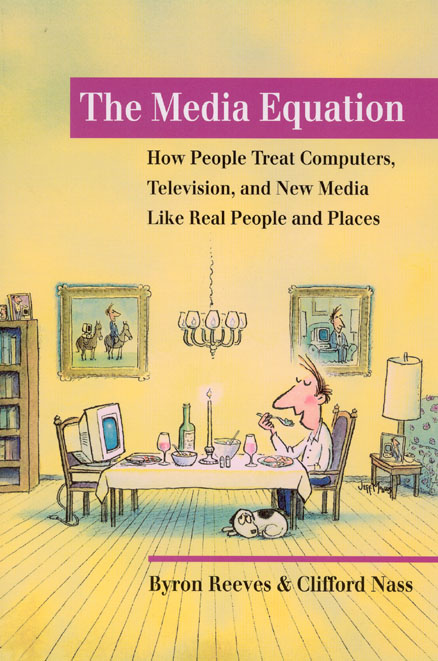 The Media Equation
How People Treat Computers,
Television, and New Media
Like Real People and Places
Byron Reeves & Clifford Nass